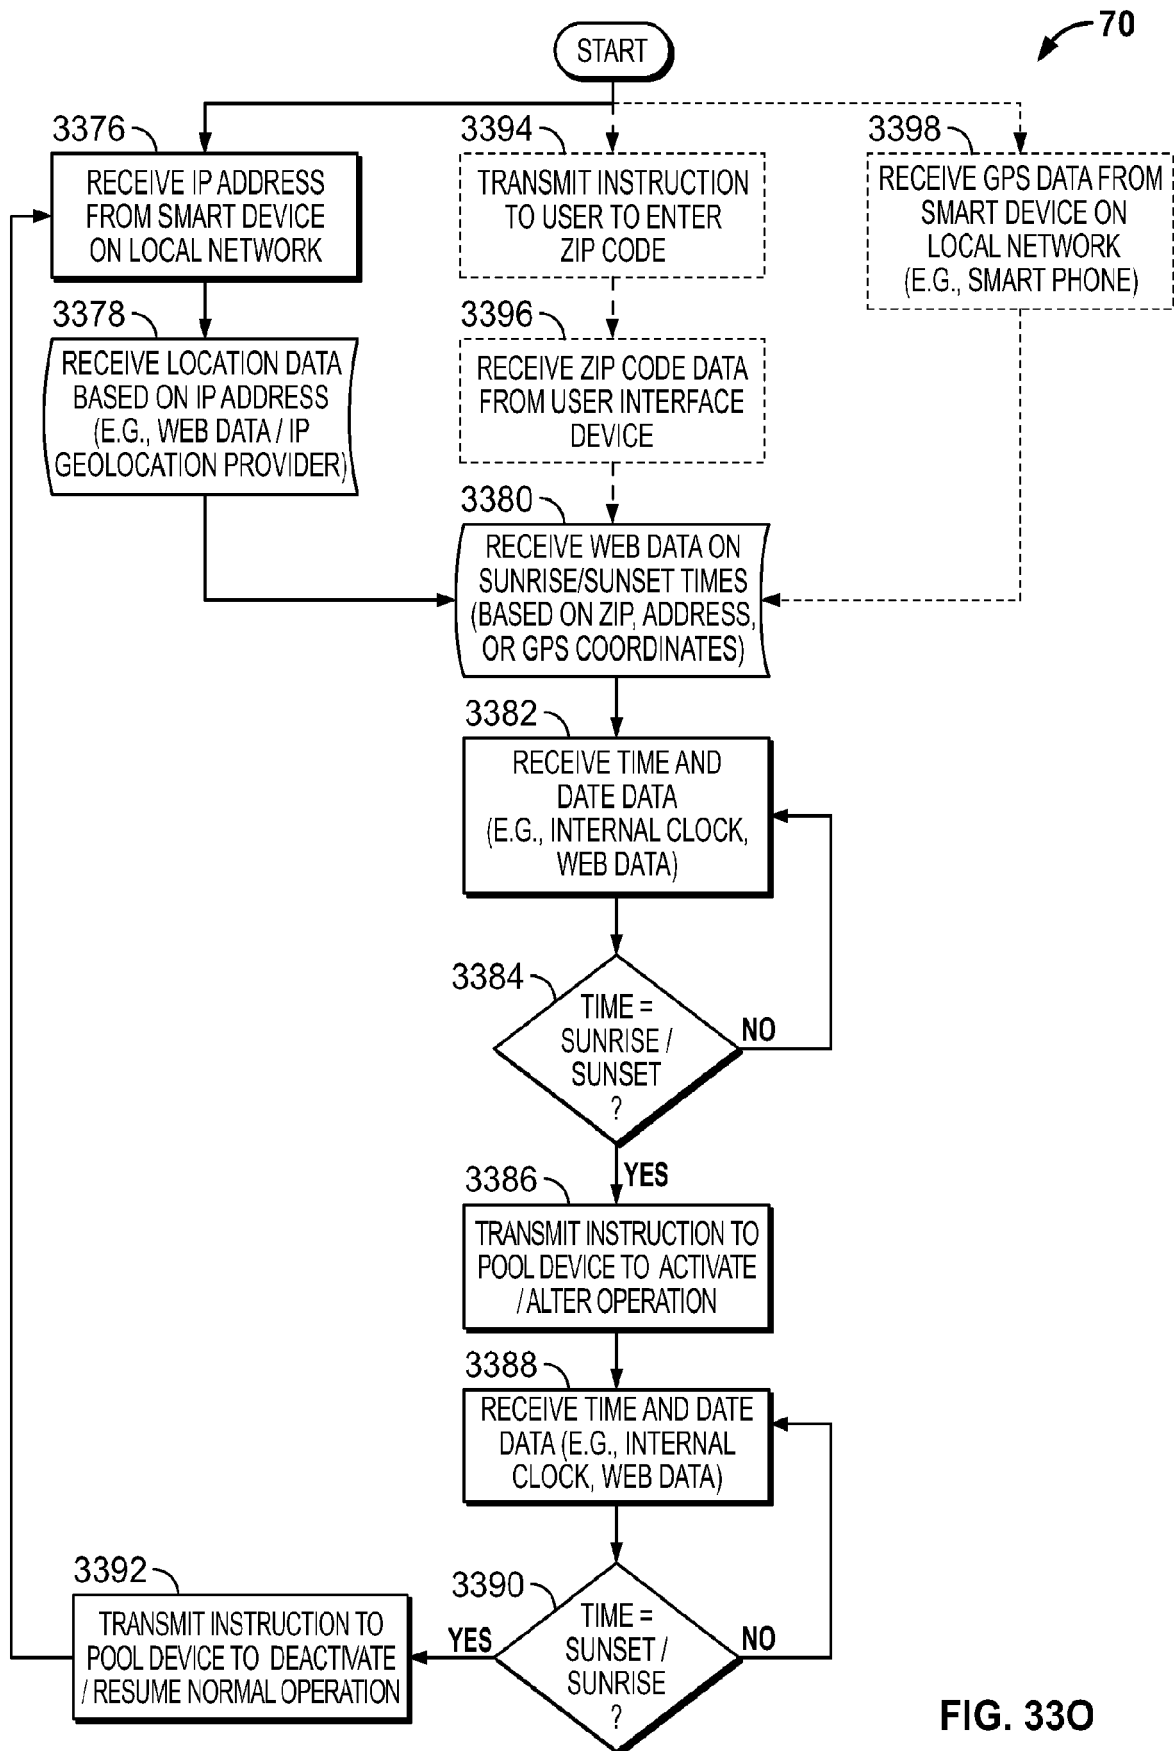 70
START
3376
RECEIVE IP ADDRESS
FROM SMART DEVICE
ON LOCAL NETWORK
3394
TRANSMIT INSTRUCTION
TO USER TO ENTER
ZIP CODE
3398
RECEIVE GPS DATA FROM
SMART DEVICE ON
LOCAL NETWORK
(E.G., SMART PHONE)
3378
RECEIVE LOCATION DATA
BASED ON IP ADDRESS
(E.G., WEB DATA / IP
GEOLOCATION PROVIDER)
3396
RECEIVE ZIP CODE DATA
FROM USER INTERFACE
DEVICE
3380
RECEIVE WEB DATA ON
SUNRISE/SUNSET TIMES
(BASED ON ZIP, ADDRESS,
OR GPS COORDINATES)
3382
RECEIVE TIME AND
DATE DATA
(E.G., INTERNAL CLOCK,
WEB DATA)
3384
TIME =
SUNRISE /
SUNSET
?
NO
YES
3386
TRANSMIT INSTRUCTION TO
POOL DEVICE TO ACTIVATE
/ ALTER OPERATION
3388
RECEIVE TIME AND DATE
DATA (E.G., INTERNAL
CLOCK, WEB DATA)
3390
TIME =
SUNSET /
SUNRISE
?
NO
YES
3392
TRANSMIT INSTRUCTION TO
POOL DEVICE TO DEACTIVATE
/ RESUME NORMAL OPERATION
FIG. 33O